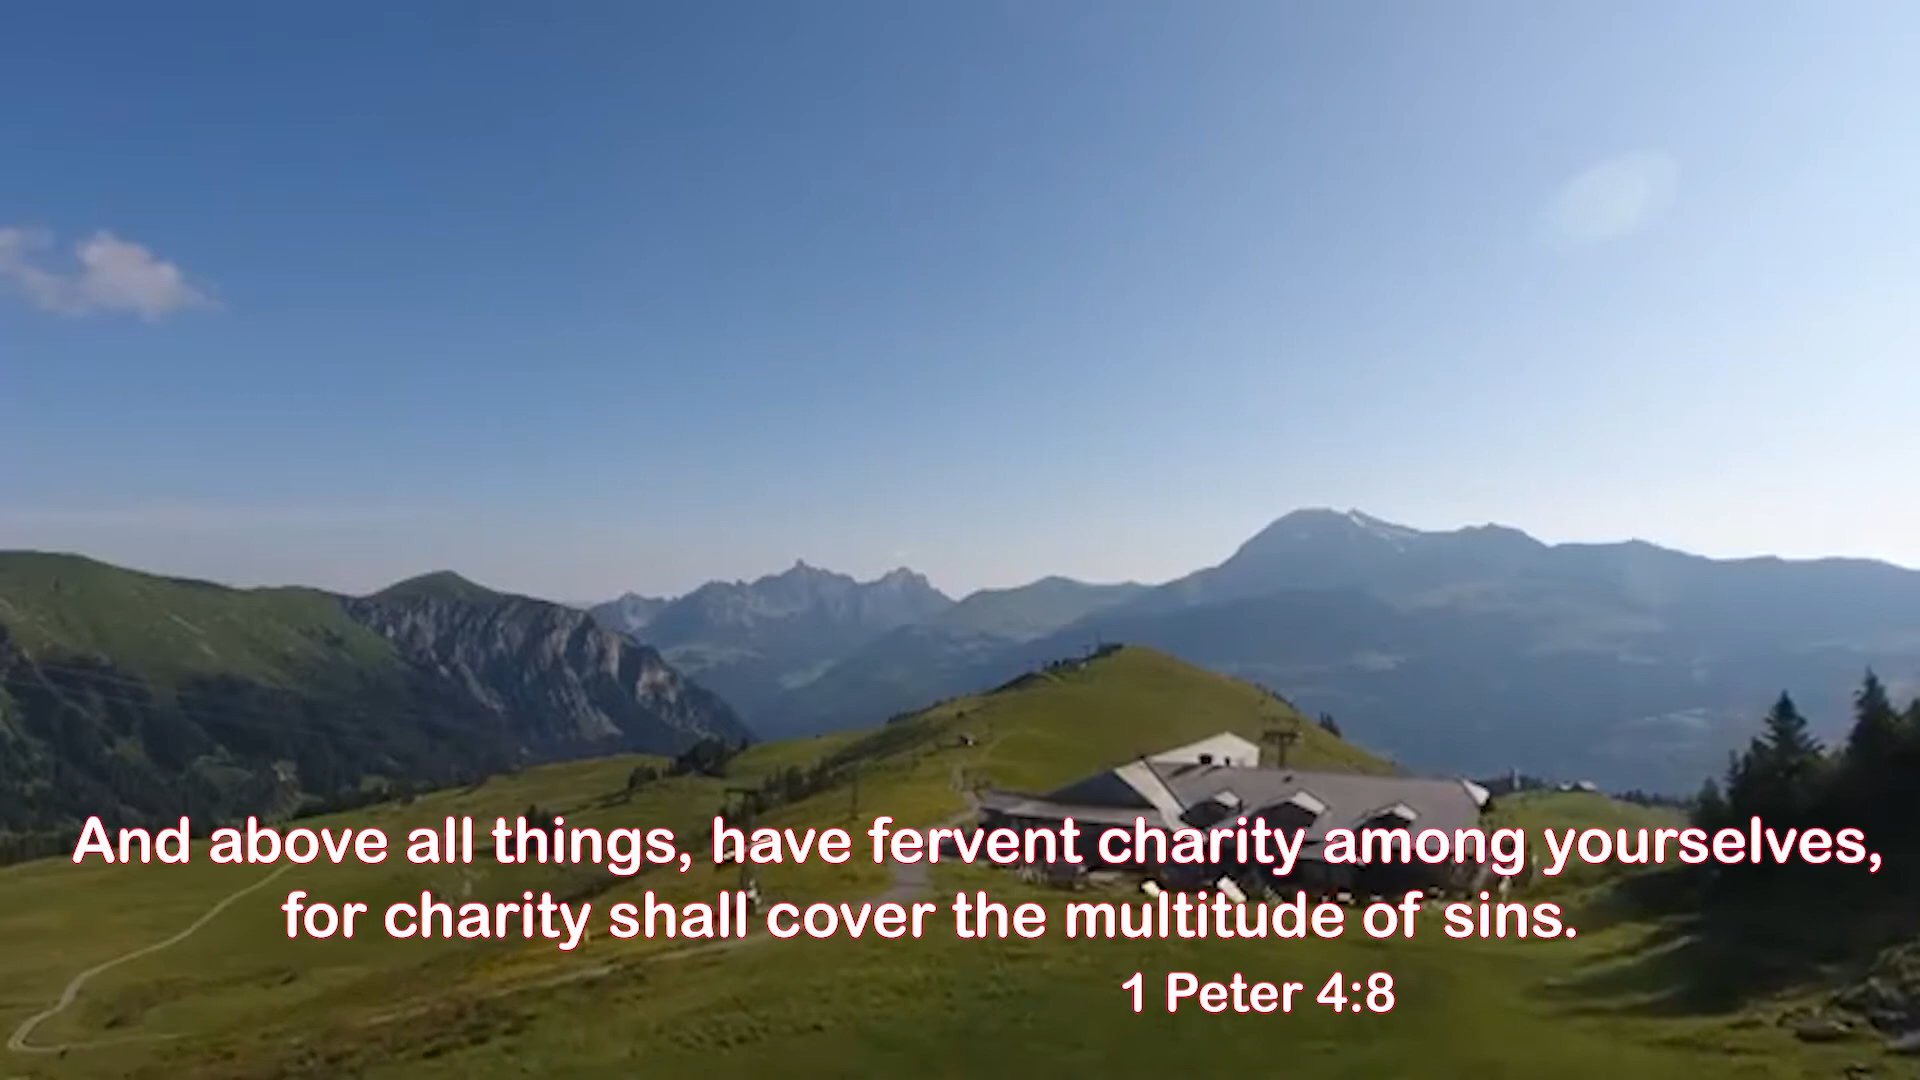 And above all things, have fervent charity among yourselves,
for charity shall cover the multitude of sins.
1 Peter 4:8